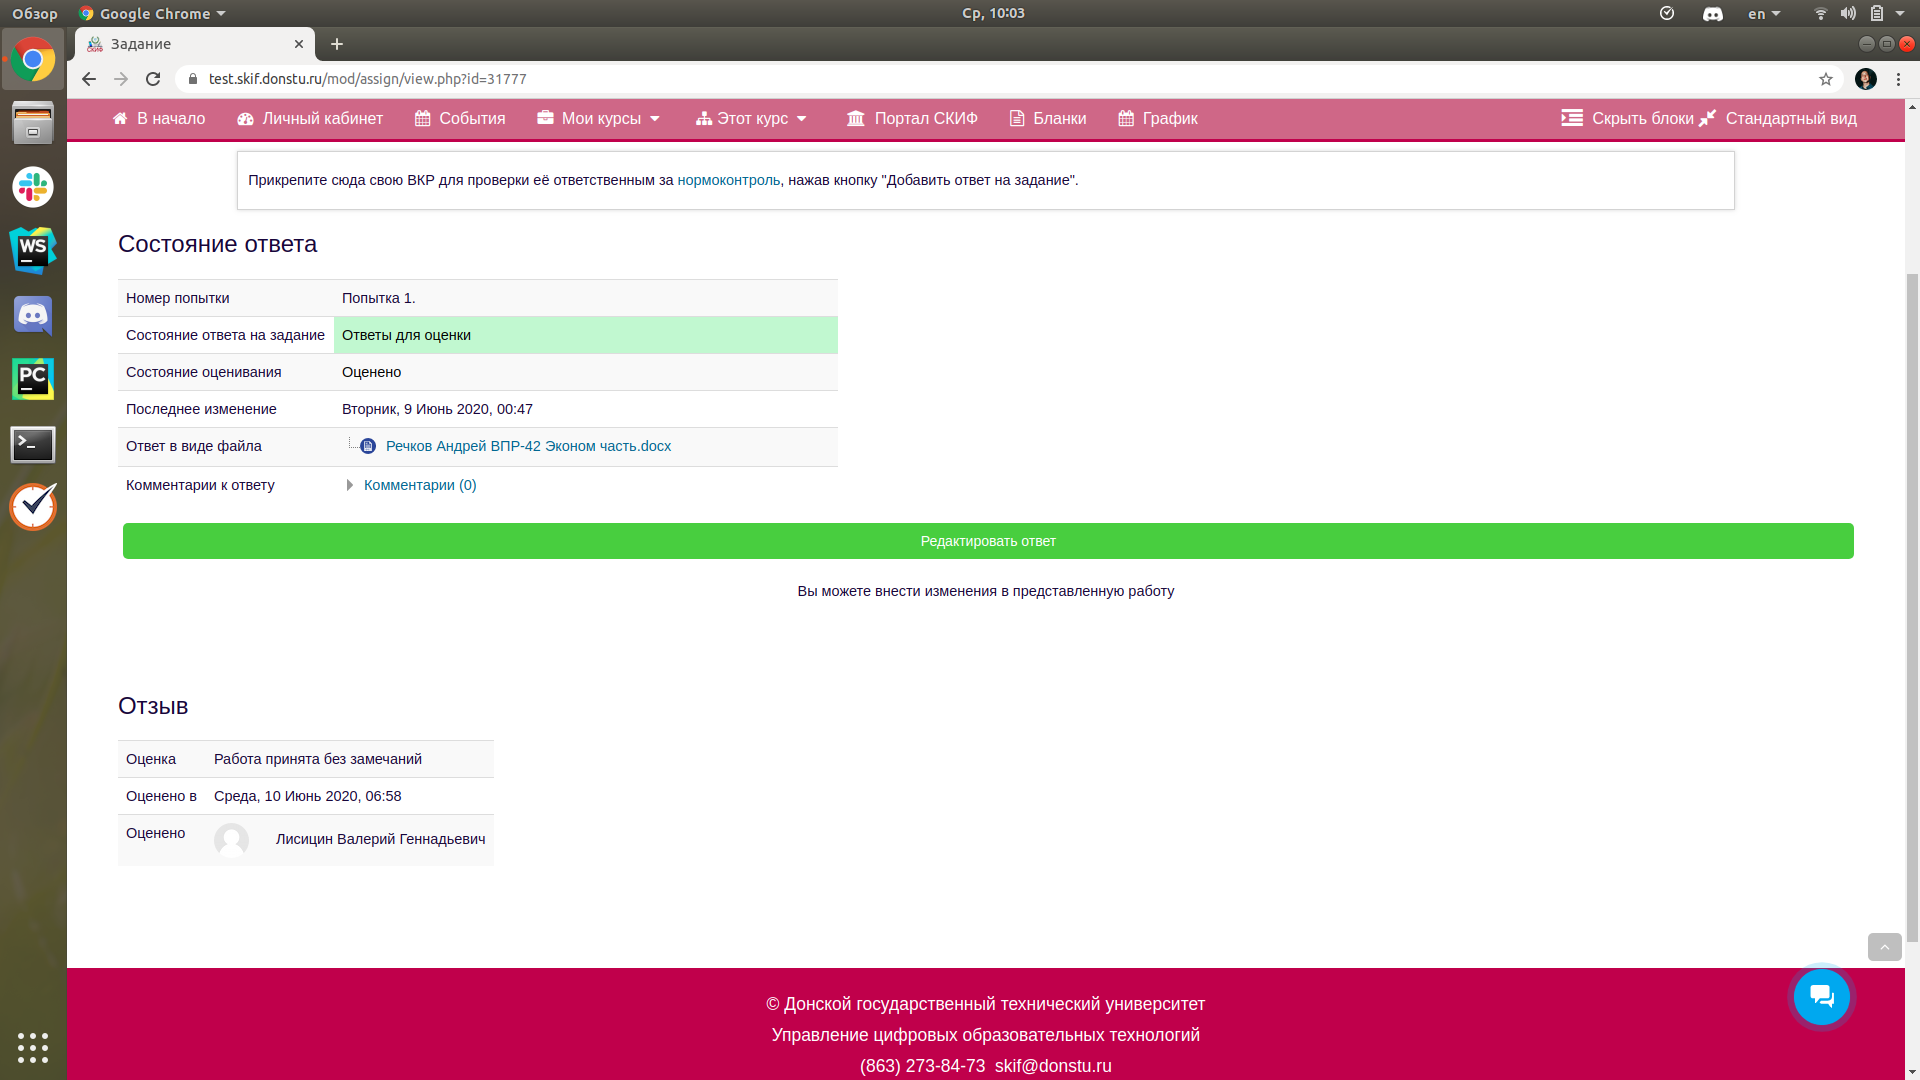 Обзор Google Chrome Ср, 10:03 en
Задание
test.skif.donstu.ru/mod/assign/view.php?id=31777
В начало Личный кабинет События Мои курсы Этот курс Портал СКИФ Бланки График Скрыть блоки Стандартный вид
Прикрепите сюда свою ВКР для проверки её ответственным за нормоконтроль, нажав кнопку "Добавить ответ на задание".
Состояние ответа
Номер попытки Попытка 1.
Состояние ответа на задание Ответы для оценки
Состояние оценивания Оценено
Последнее изменение Вторник, 9 Июнь 2020, 00:47
Ответ в виде файла Речков Андрей ВПР-42 Эконом часть.docx
Комментарии к ответу Комментарии (0)
Редактировать ответ
Вы можете внести изменения в представленную работу
Отзыв
Оценка Работа принята без замечаний
Оценено в Среда, 10 Июнь 2020, 06:58
Оценено Лисицин Валерий Геннадьевич
© Донской государственный технический университет
Управление цифровых образовательных технологий
(863) 273-84-73 skif@donstu.ru
WS
PC